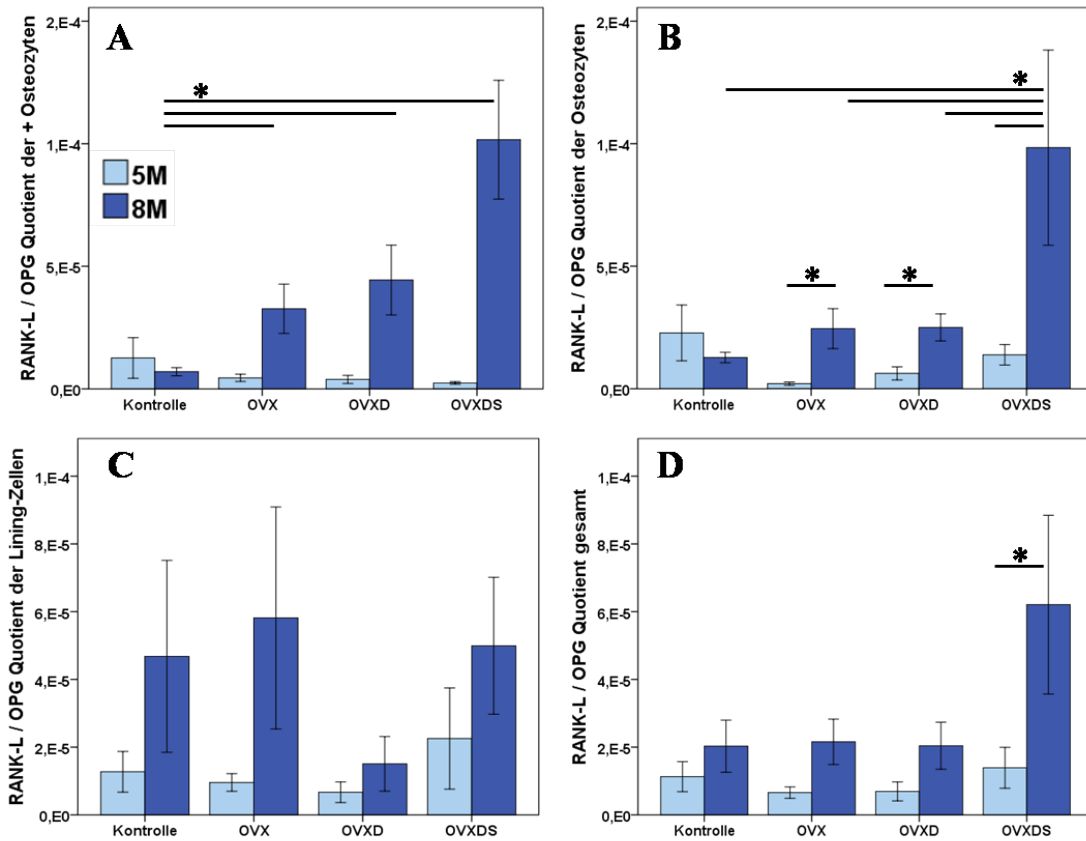 A
RANK-L / OPG Quotient der + Osteozyten
2,E-4
1,E-4
5,E-5
0,E0
*
5M
8M
Kontrolle OVX OVXD OVXDS
B
RANK-L / OPG Quotient der Osteozyten
2,E-4
1,E-4
5,E-5
0,E0
*
* *
Kontrolle OVX OVXD OVXDS
C
RANK-L / OPG Quotient der Lining-Zellen
1,E-4
8,E-5
6,E-5
4,E-5
2,E-5
0,E0
Kontrolle OVX OVXD OVXDS
D
RANK-L / OPG Quotient gesamt
1,E-4
8,E-5
6,E-5
4,E-5
2,E-5
0,E0
*
Kontrolle OVX OVXD OVXDS